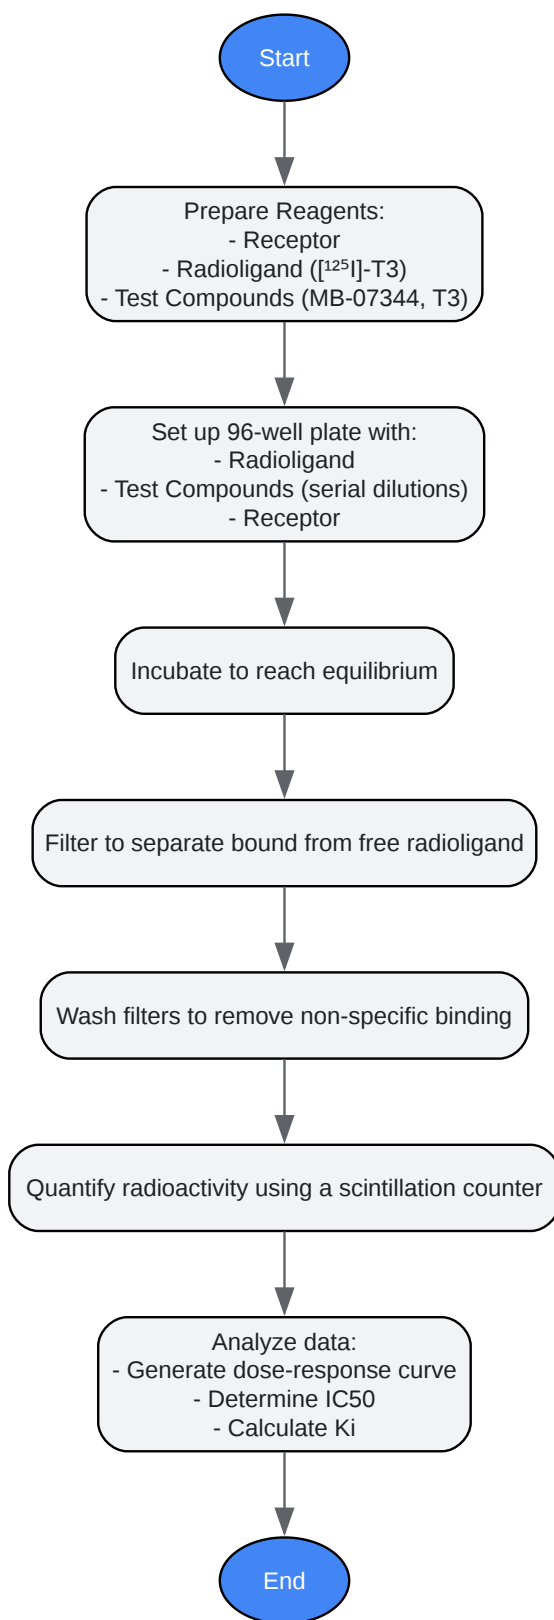 Start
Prepare Reagents:
- Receptor
- Radioligand ([¹²⁵I]-T3)
- Test Compounds (MB-07344, T3)
Set up 96-well plate with:
- Radioligand
- Test Compounds (serial dilutions)
- Receptor
Incubate to reach equilibrium
Filter to separate bound from free radioligand
Wash filters to remove non-specific binding
Quantify radioactivity using a scintillation counter
Analyze data:
- Generate dose-response curve
- Determine IC50
- Calculate Ki
End